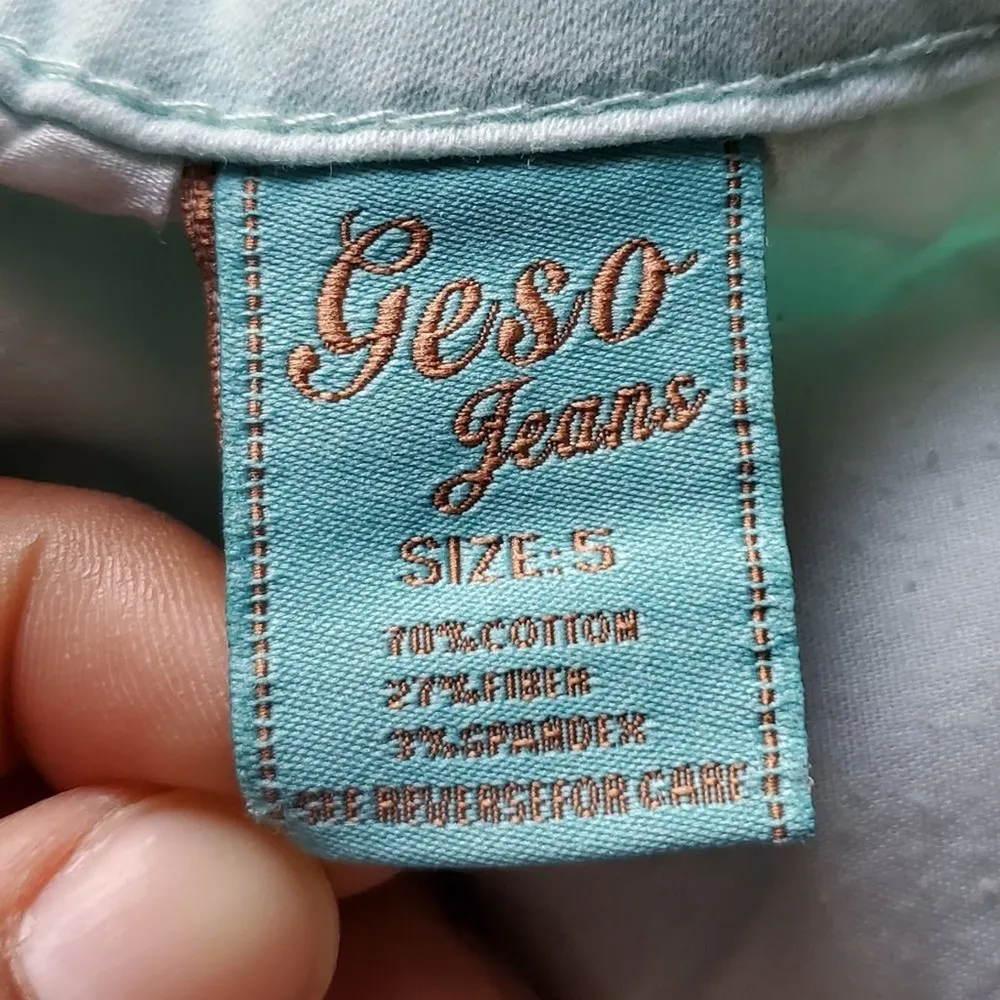 Geso
Jeans
SIZE: 5
70%COTTON
27%FIBER
3%SPANDEX
SEE REVERSEFOR CARE